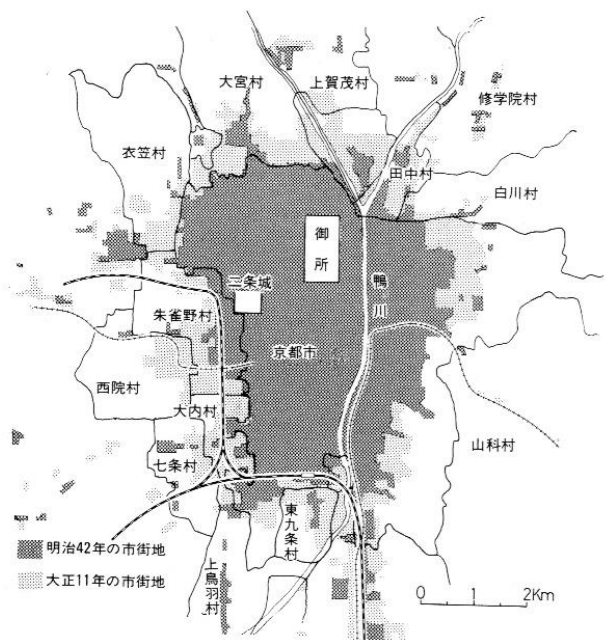 大宮村
上賀茂村
修学院村
衣笠村
田中村
白川村
御所
鴨川
二条城
朱雀野村
京都市
西院村
大内村
七条村
山科村
東九条村
上鳥羽村
明治42年の市街地
大正11年の市街地
0 1 2Km